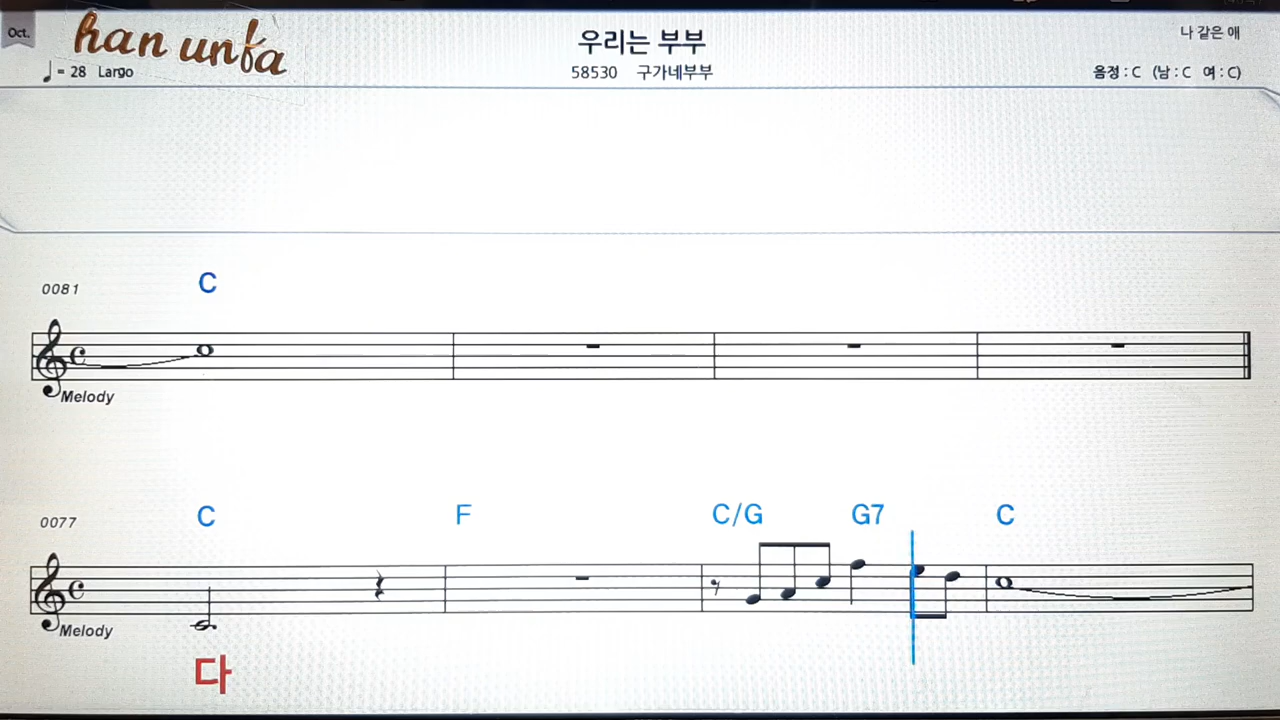 Oct.
han unfa
우리는 부부
나 같은 애
♩= 28 Largo
58530 구가네부부
음정 : C (남 : C 여 : C)
0081
C
Melody
0077
C F C/G G7 C
Melody
다